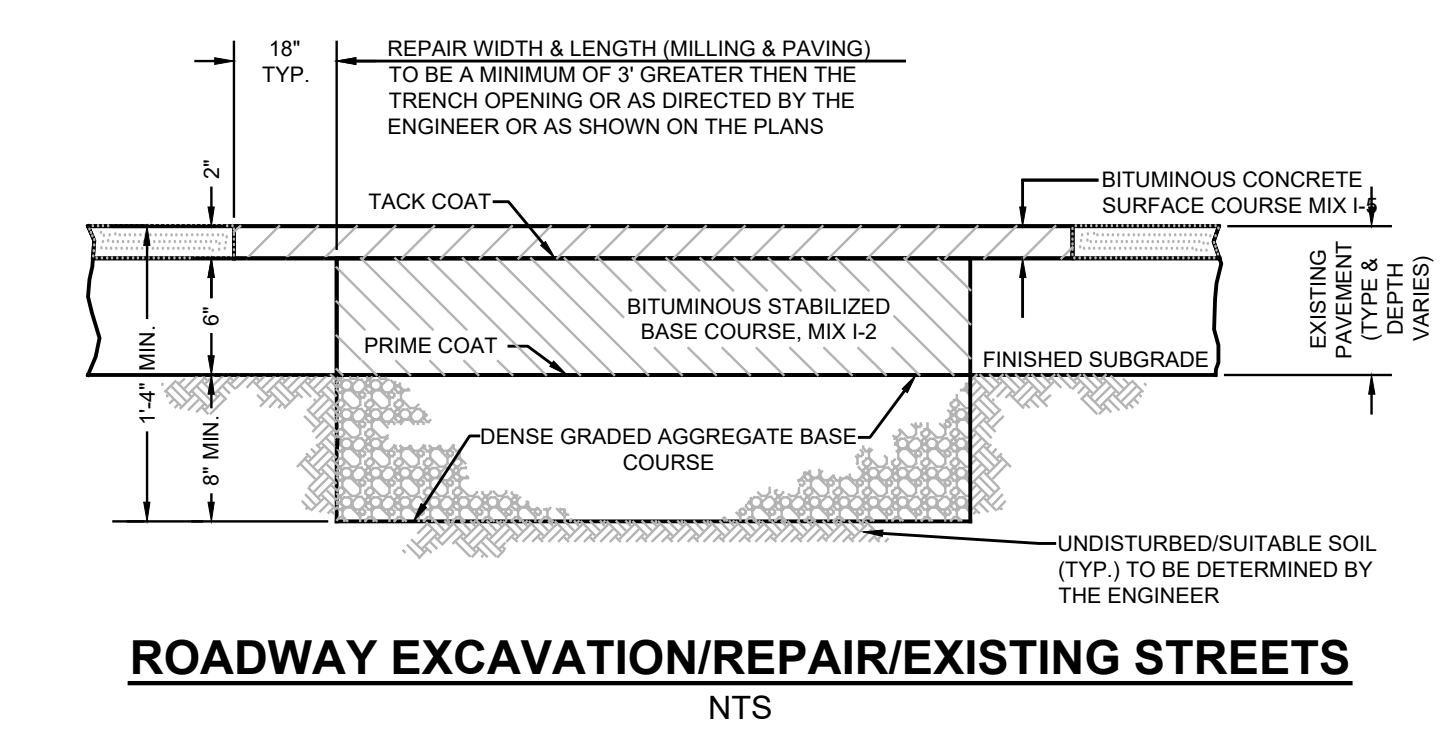 18"
TYP.
REPAIR WIDTH & LENGTH (MILLING & PAVING)
TO BE A MINIMUM OF 3' GREATER THEN THE
TRENCH OPENING OR AS DIRECTED BY THE
ENGINEER OR AS SHOWN ON THE PLANS
2"
TACK COAT
BITUMINOUS CONCRETE
SURFACE COURSE MIX I-5
EXISTING
PAVEMENT
(TYPE &
DEPTH
VARIES)
6"
BITUMINOUS STABILIZED
BASE COURSE, MIX I-2
PRIME COAT
FINISHED SUBGRADE
1'-4" MIN.
8" MIN.
DENSE GRADED AGGREGATE BASE
COURSE
UNDISTURBED/SUITABLE SOIL
(TYP.) TO BE DETERMINED BY
THE ENGINEER
ROADWAY EXCAVATION/REPAIR/EXISTING STREETS
NTS